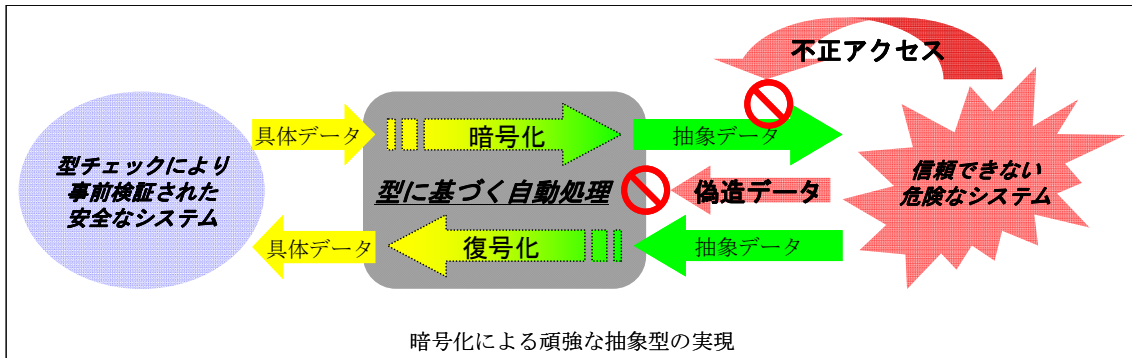 不正アクセス
具体データ
暗号化
抽象データ
型チェックにより
事前検証された
安全なシステム
型に基づく自動処理
偽造データ
信頼できない
危険なシステム
具体データ
復号化
抽象データ
暗号化による頑強な抽象型の実現